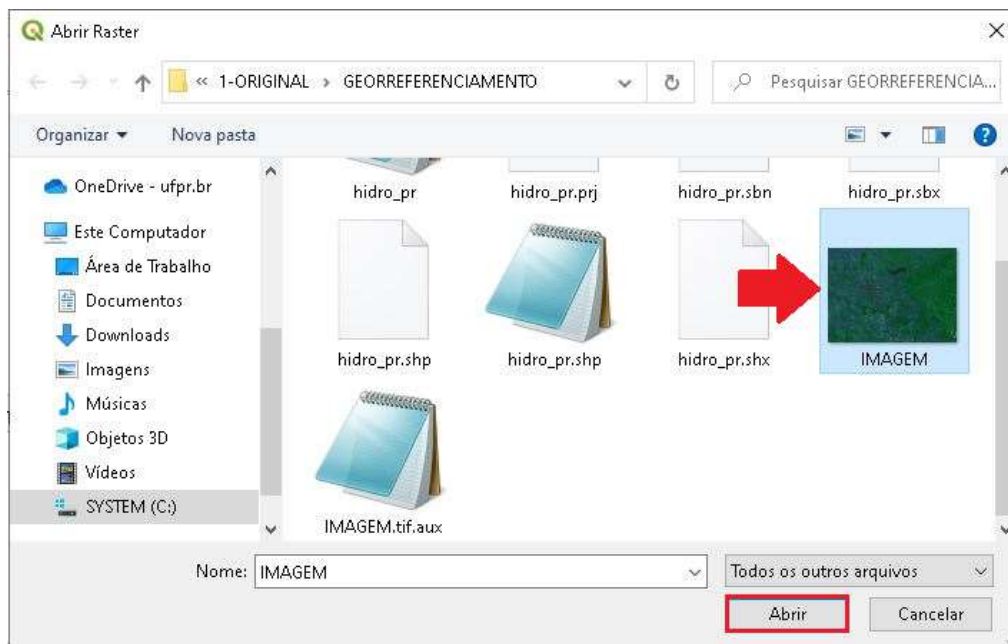 Abrir Raster
« 1-ORIGINAL › GEORREFERENCIAMENTO
Pesquisar GEORREFERENCIA...
Organizar
Nova pasta
OneDrive - ufpr.br
Este Computador
Área de Trabalho
Documentos
Downloads
Imagens
Músicas
Objetos 3D
Vídeos
SYSTEM (C:)
hidro_pr
hidro_pr.prj
hidro_pr.sbn
hidro_pr.sbx
hidro_pr.shp
hidro_pr.shp
hidro_pr.shx
IMAGEM
IMAGEM.tif.aux
Nome: IMAGEM
Todos os outros arquivos
Abrir
Cancelar